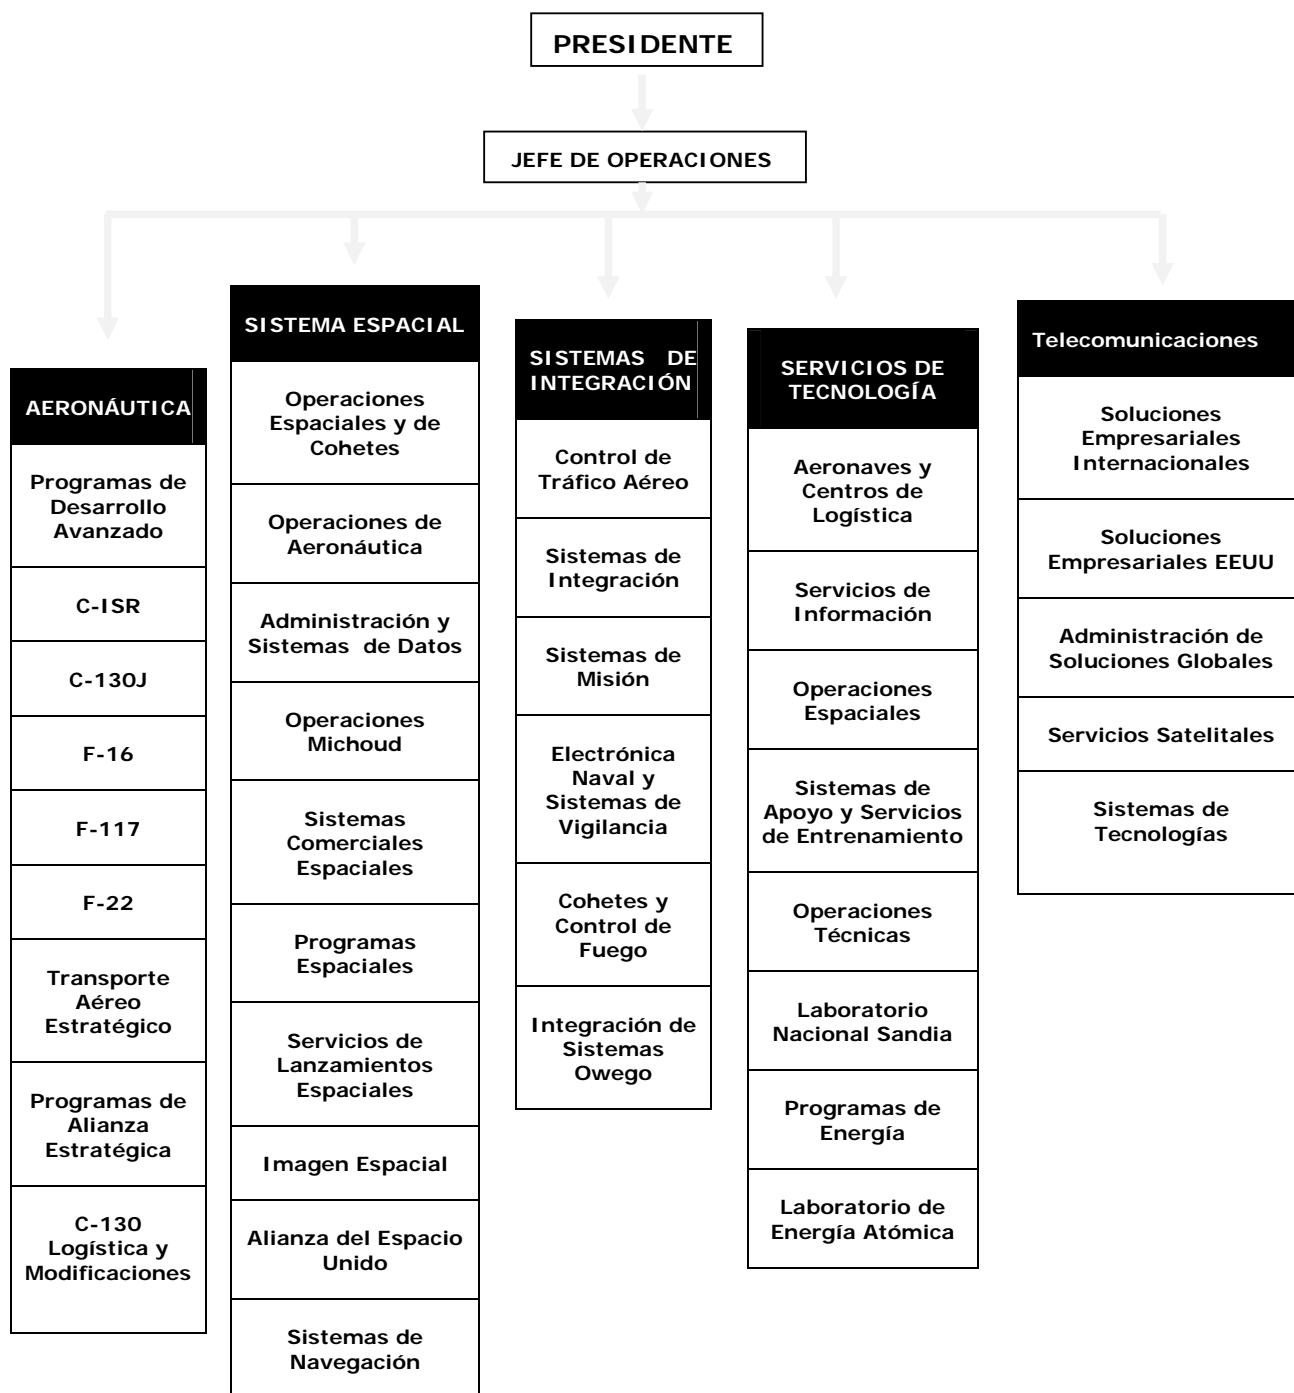 PRESIDENTE
JEFE DE OPERACIONES
AERONÁUTICA
Programas de
Desarrollo
Avanzado
C-ISR
C-130J
F-16
F-117
F-22
Transporte
Aéreo
Estratégico
Programas de
Alianza
Estratégica
C-130
Logística y
Modificaciones
SISTEMA ESPACIAL
Operaciones
Espaciales y de
Cohetes
Operaciones de
Aeronáutica
Administración y
Sistemas de Datos
Operaciones
Michoud
Sistemas
Comerciales
Espaciales
Programas
Espaciales
Servicios de
Lanzamientos
Espaciales
Imagen Espacial
Alianza del Espacio
Unido
Sistemas de
Navegación
SISTEMAS DE
INTEGRACIÓN
Control de
Tráfico Aéreo
Sistemas de
Integración
Sistemas de
Misión
Electrónica
Naval y
Sistemas de
Vigilancia
Cohetes y
Control de
Fuego
Integración de
Sistemas
Owego
SERVICIOS DE
TECNOLOGÍA
Aeronaves y
Centros de
Logística
Servicios de
Información
Operaciones
Espaciales
Sistemas de
Apoyo y Servicios
de Entrenamiento
Operaciones
Técnicas
Laboratorio
Nacional Sandia
Programas de
Energía
Laboratorio de
Energía Atómica
Telecomunicaciones
Soluciones
Empresariales
Internacionales
Soluciones
Empresariales EEUU
Administración de
Soluciones Globales
Servicios Satelitales
Sistemas de
Tecnologías